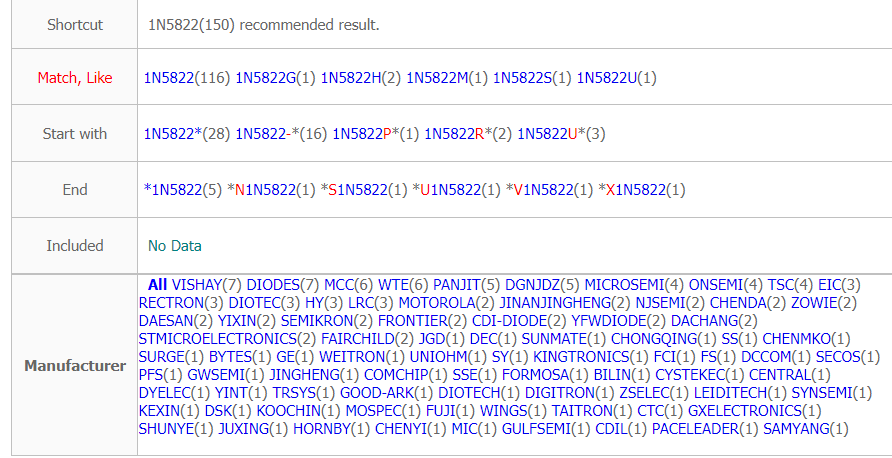 Shortcut 1N5822(150) recommended result.
Match, Like 1N5822(116) 1N5822G(1) 1N5822H(2) 1N5822M(1) 1N5822S(1) 1N5822U(1)
Start with 1N5822*(28) 1N5822-*(16) 1N5822P*(1) 1N5822R*(2) 1N5822U*(3)
End *1N5822(5) *N1N5822(1) *S1N5822(1) *U1N5822(1) *V1N5822(1) *X1N5822(1)
Included No Data
Manufacturer
All VISHAY(7) DIODES(7) MCC(6) WTE(6) PANJIT(5) DGNJDZ(5) MICROSEMI(4) ONSEMI(4) TSC(4) EIC(3)
RECTRON(3) DIOTEC(3) HY(3) LRC(3) MOTOROLA(2) JINANJINGHENG(2) NJSEMI(2) CHENDA(2) ZOWIE(2)
DAESAN(2) YIXIN(2) SEMIKRON(2) FRONTIER(2) CDI-DIODE(2) YFWDIODE(2) DACHANG(2)
STMICROELECTRONICS(2) FAIRCHILD(2) JGD(1) DEC(1) SUNMATE(1) CHONGQING(1) SS(1) CHENMKO(1)
SURGE(1) BYTES(1) GE(1) WEITRON(1) UNIOHM(1) SY(1) KINGTRONICS(1) FCI(1) FS(1) DCCOM(1) SECOS(1)
PFS(1) GWSEMI(1) JINGHENG(1) COMCHIP(1) SSE(1) FORMOSA(1) BILIN(1) CYSTEKEC(1) CENTRAL(1)
DYELEC(1) YINT(1) TRSYS(1) GOOD-ARK(1) DIOTECH(1) DIGITRON(1) ZSELEC(1) LEIDITECH(1) SYNSEMI(1)
KEXIN(1) DSK(1) KOOCHIN(1) MOSPEC(1) FUJI(1) WINGS(1) TAITRON(1) CTC(1) GXELECTRONICS(1)
SHUNYE(1) JUXING(1) HORNBY(1) CHENYI(1) MIC(1) GULFSEMI(1) CDIL(1) PACELEADER(1) SAMYANG(1)